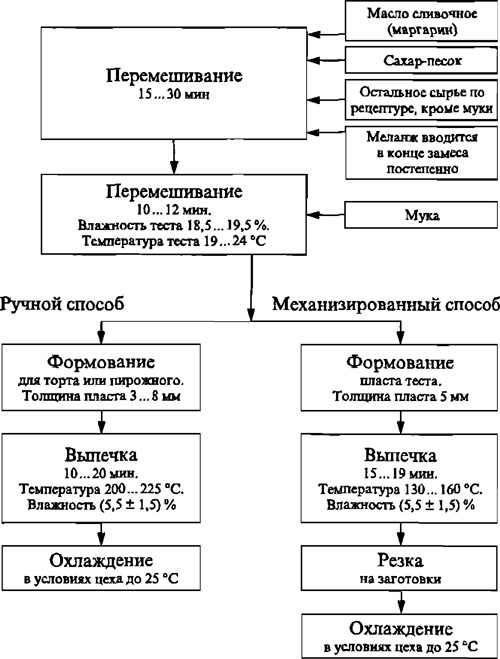 Масло сливочное
(маргарин)
Перемешивание
15...30 мин
Сахар-песок
Остальное сырье по
рецептуре, кроме муки
Меланж вводится
в конце замеса
постепенно
Перемешивание
10...12 мин.
Влажность теста 18,5...19,5 %.
Температура теста 19...24 °С
Мука
Ручной способ
Механизированный способ
Формование
для торта или пирожного.
Толщина пласта 3...8 мм
Формование
пласта теста.
Толщина пласта 5 мм
Выпечка
10...20 мин.
Температура 200...225 °С.
Влажность (5,5 ± 1,5) %
Выпечка
15...19 мин.
Температура 130...160 °С.
Влажность (5,5 ± 1,5) %
Охлаждение
в условиях цеха до 25 °С
Резка
на заготовки
Охлаждение
в условиях цеха до 25 °С